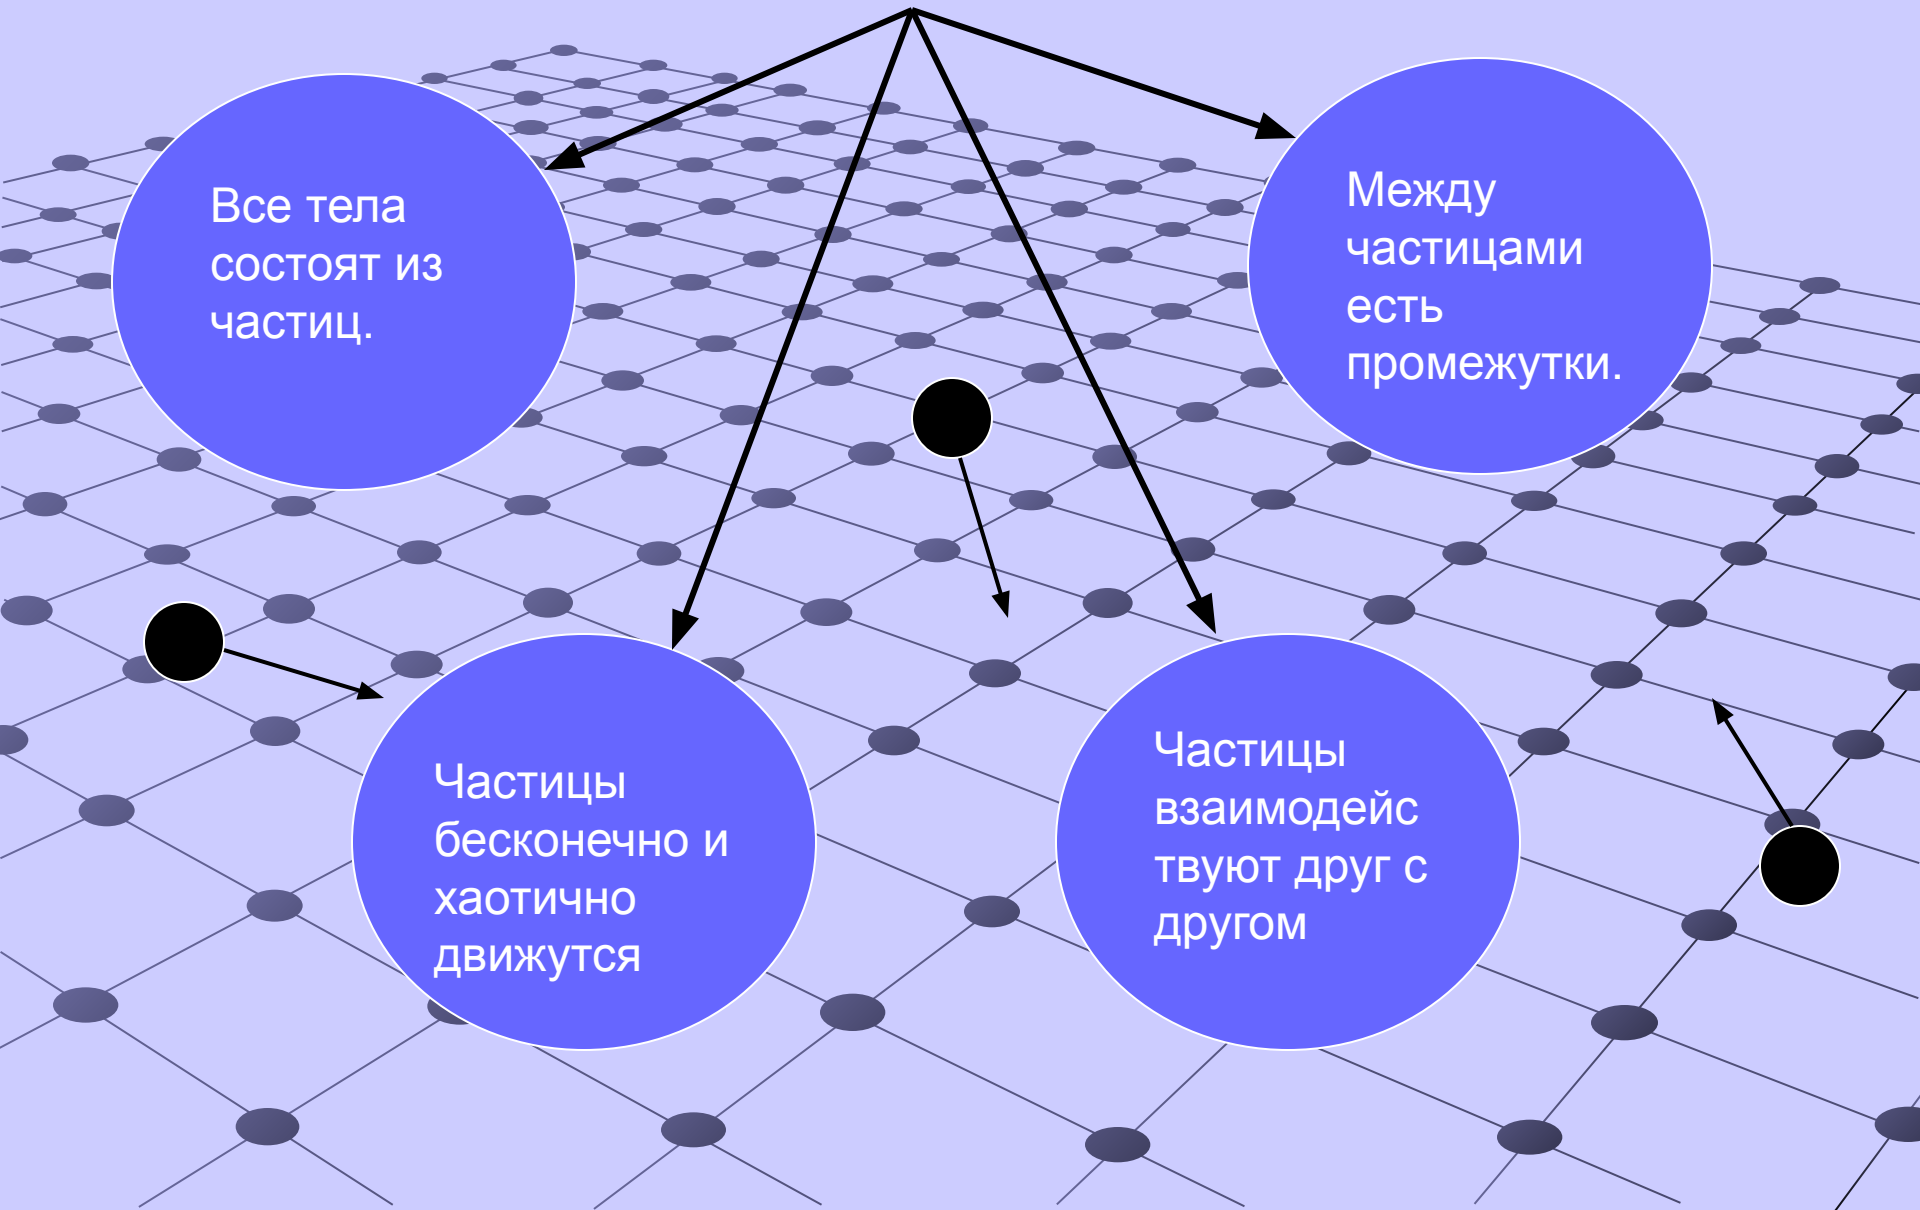 Все тела
состоят из
частиц.
Между
частицами
есть
промежутки.
Частицы
бесконечно и
хаотично
движутся
Частицы
взаимодейс
твуют друг с
другом